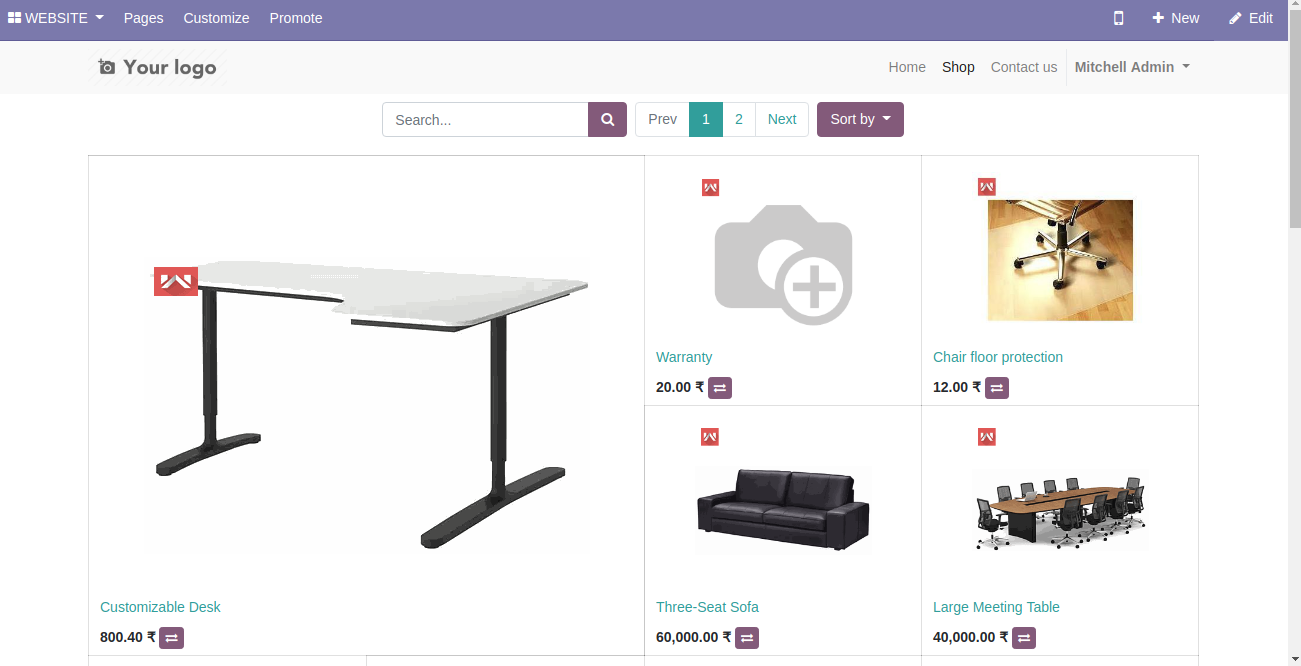 WEBSITE Pages Customize Promote New Edit
Your logo Home Shop Contact us Mitchell Admin
Search... Prev 1 2 Next Sort by
Warranty
20.00 ₹
Chair floor protection
12.00 ₹
Customizable Desk
800.40 ₹
Three-Seat Sofa
60,000.00 ₹
Large Meeting Table
40,000.00 ₹